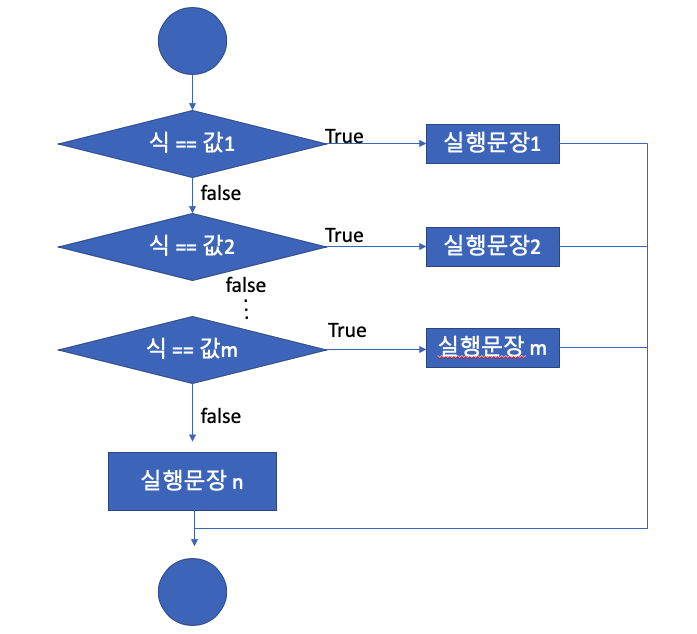 식 == 값1
True
실행문장1
false
식 == 값2
True
실행문장2
false
⋮
식 == 값m
True
실행문장 m
false
실행문장 n